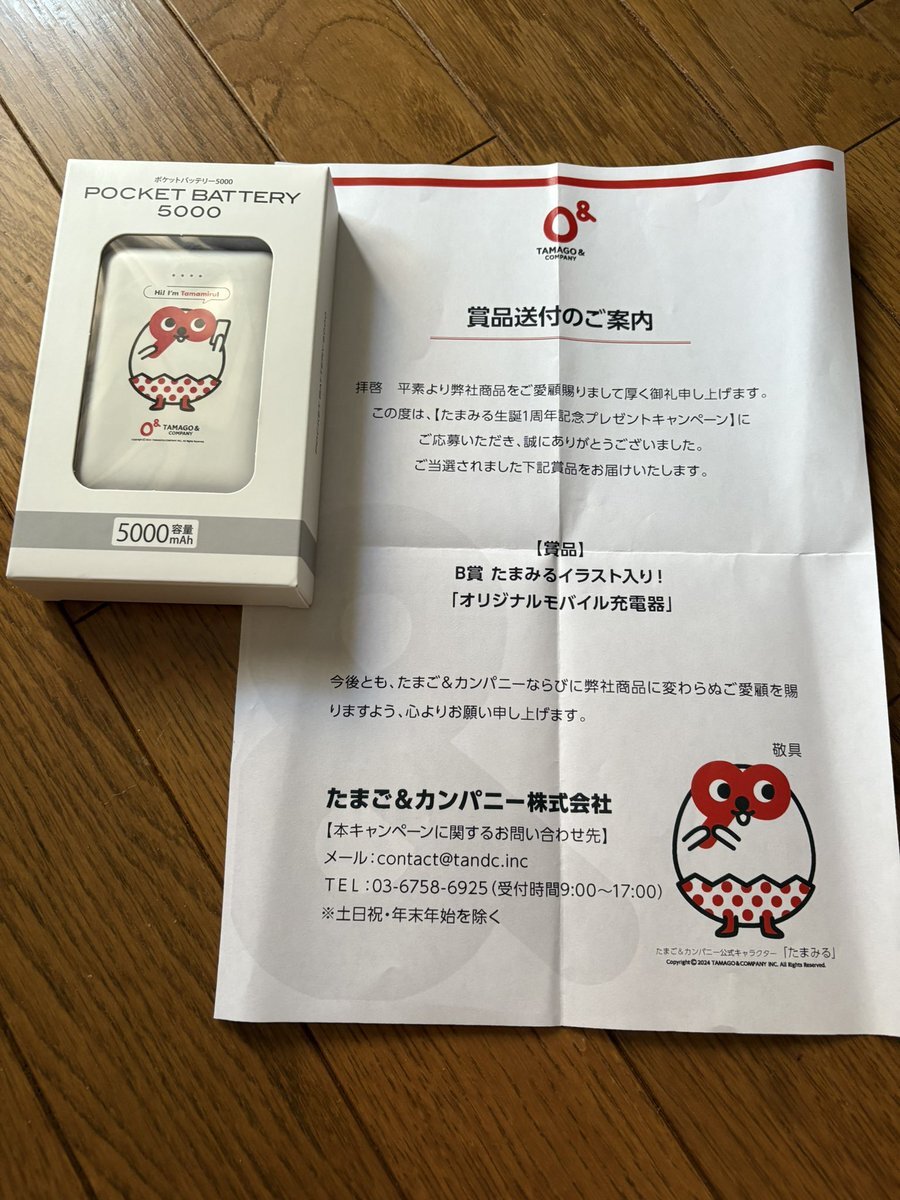 ポケットバッテリー5000
POCKET BATTERY
5000
Hi! I'm Tamamiru!
TAMAGO &
COMPANY
5000 容量
mAh
TAMAGO &
COMPANY
賞品送付のご案内
拝啓　平素より弊社商品をご愛顧賜りまして厚く御礼申し上げます。
この度は、【たまみる生誕1周年記念プレゼントキャンペーン】に
ご応募いただき、誠にありがとうございました。
ご当選されました下記賞品をお届けいたします。
【賞品】
B賞 たまみるイラスト入り!
「オリジナルモバイル充電器」
今後とも、たまご&カンパニーならびに弊社商品に変わらぬご愛顧を賜
りますよう、心よりお願い申し上げます。
敬具
たまご&カンパニー株式会社
【本キャンペーンに関するお問い合わせ先】
メール:contact@tandc.inc
TEL:03-6758-6925(受付時間9:00〜17:00)
※土日祝・年末年始を除く
たまご&カンパニー公式キャラクター 「たまみる」
Copyright©2024 TAMAGO&COMPANY INC. All Rights Reserved.